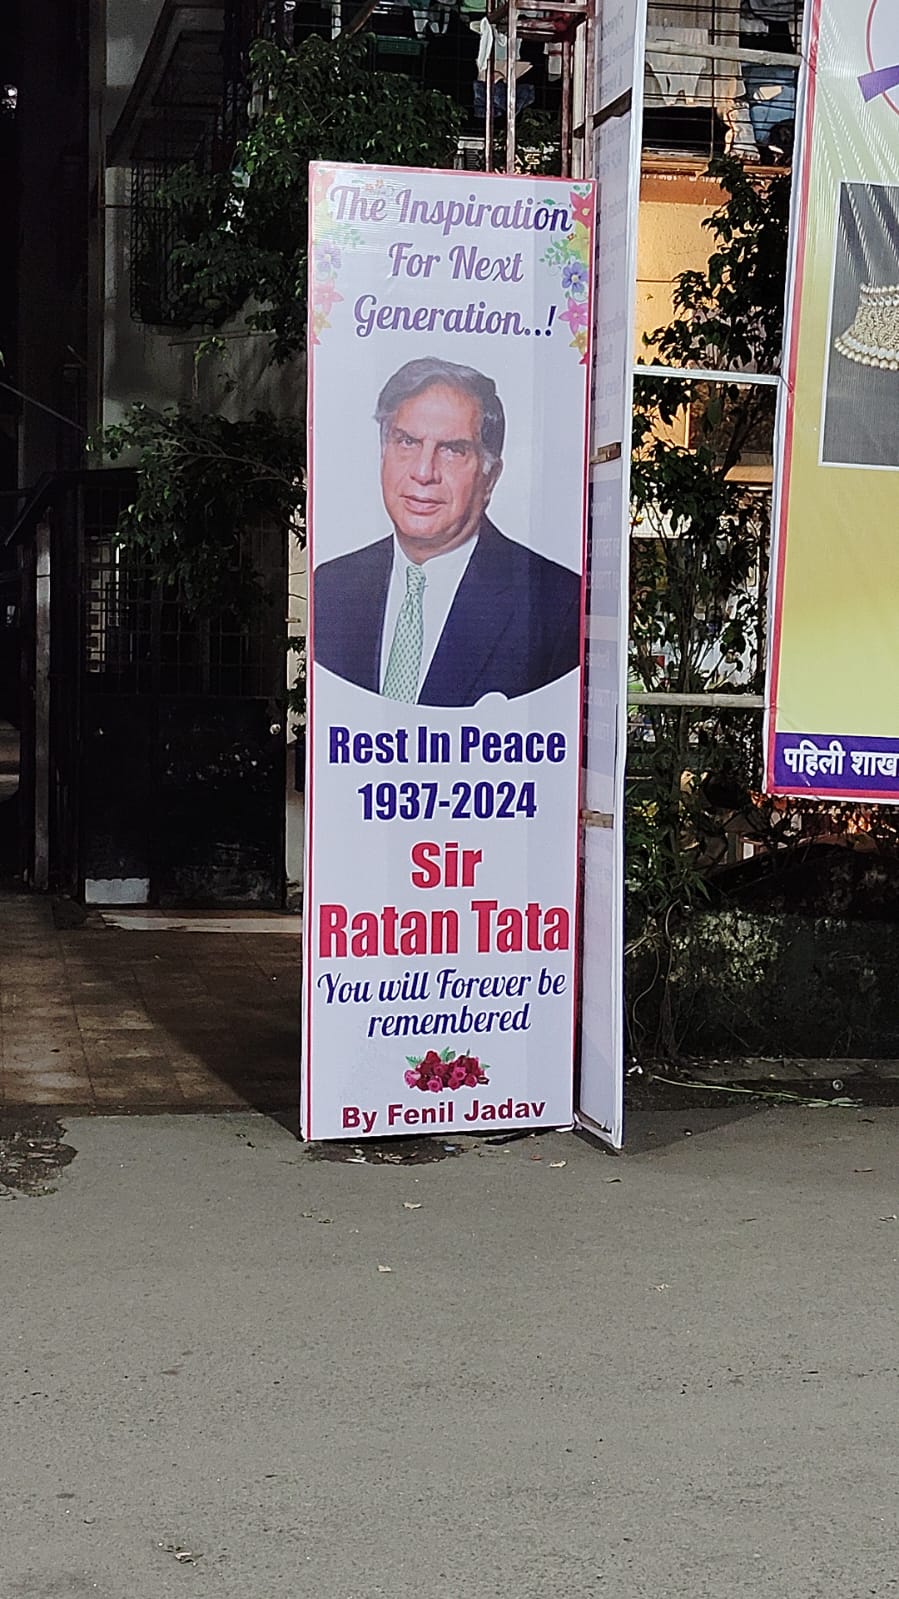 The Inspiration
For Next
Generation..!
Rest In Peace
1937-2024
Sir
Ratan Tata
You will Forever be
remembered
By Fenil Jadav
पहिली शाख